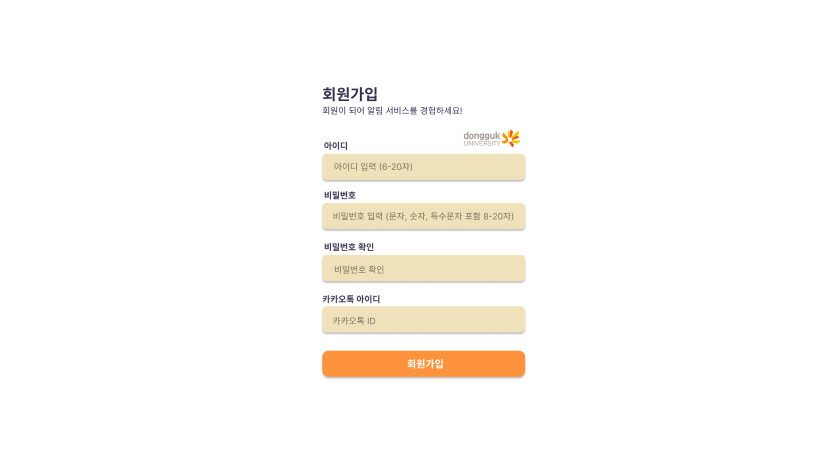 회원가입
회원이 되어 알림 서비스를 경험하세요!
dongguk
UNIVERSITY
아이디
아이디 입력 (6-20자)
비밀번호
비밀번호 입력 (문자, 숫자, 특수문자 포함 8-20자)
비밀번호 확인
비밀번호 확인
카카오톡 아이디
카카오톡 ID
회원가입